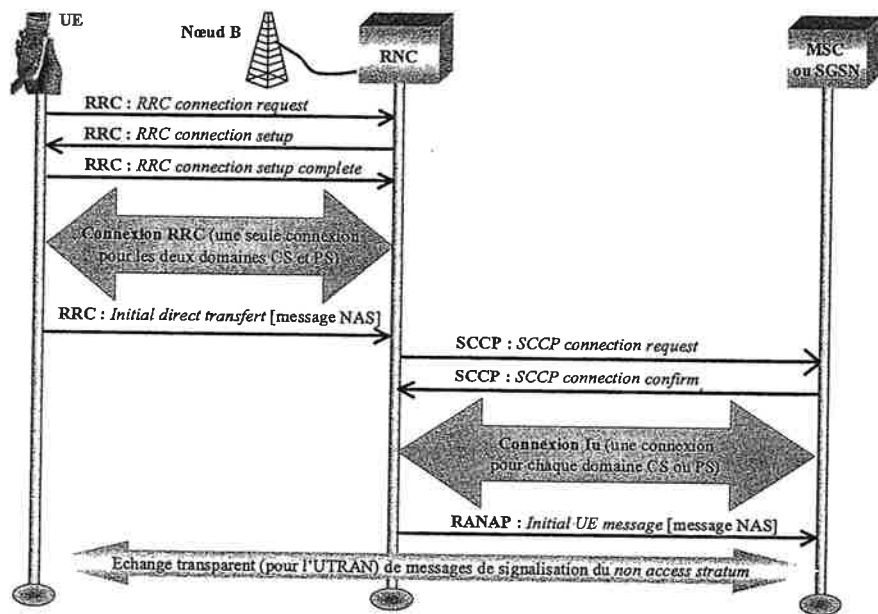 UE
Nœud B
RNC
MSC
ou SGSN
RRC : RRC connection request
RRC : RRC connection setup
RRC : RRC connection setup complete
Connexion RRC (une seule connexion
pour les deux domaines CS et PS)
RRC : Initial direct transfert [message NAS]
SCCP : SCCP connection request
SCCP : SCCP connection confirm
Connexion Iu (une connexion
pour chaque domaine CS ou PS)
RANAP : Initial UE message [message NAS]
Echange transparent (pour l'UTRAN) de messages de signalisation du non access stratum